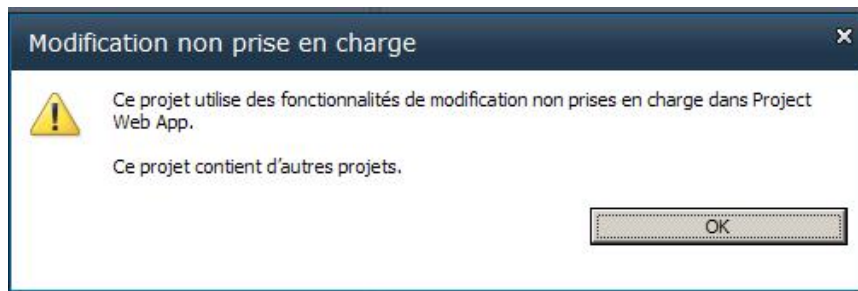 Modification non prise en charge
Ce projet utilise des fonctionnalités de modification non prises en charge dans Project
Web App.
Ce projet contient d'autres projets.
OK